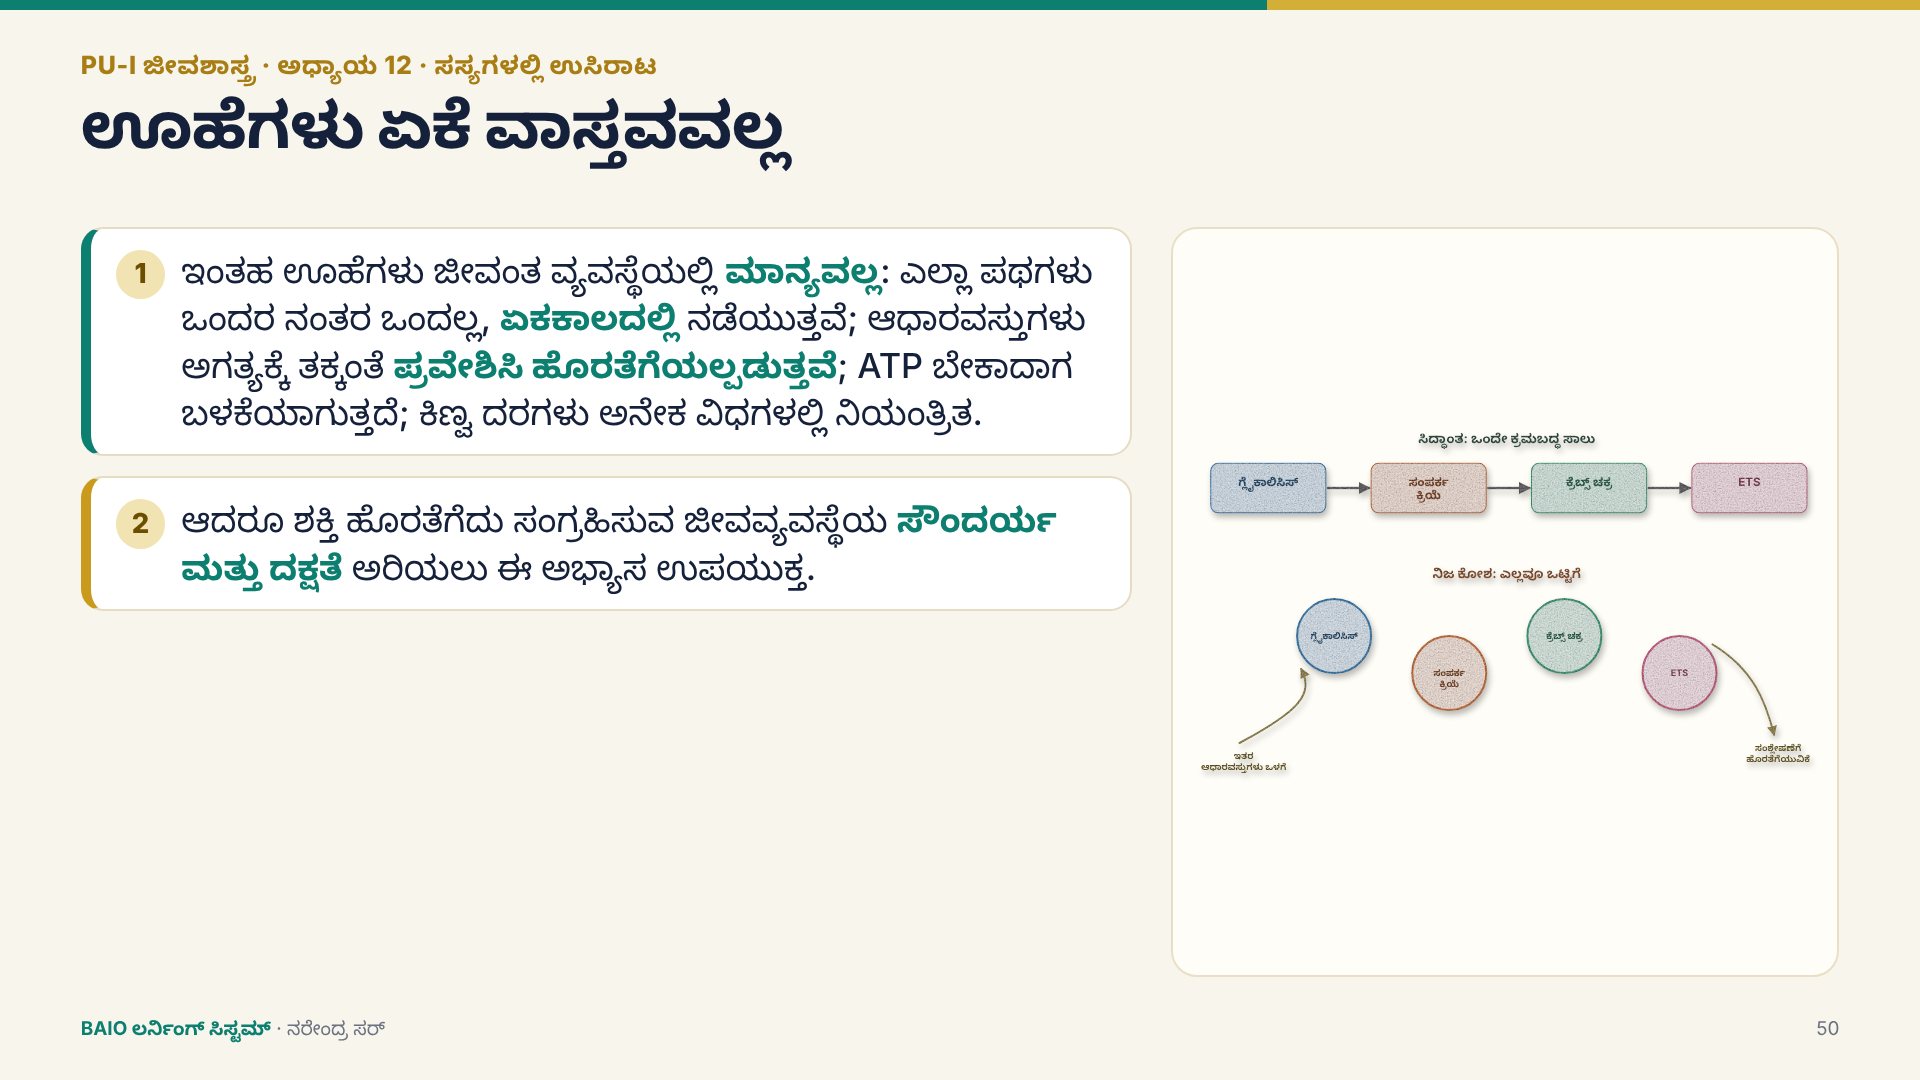 PU-I ಜೀವಶಾಸ್ತ್ರ · ಅಧ್ಯಾಯ 12 · ಸಸ್ಯಗಳಲ್ಲಿ ಉಸಿರಾಟ
ಊಹೆಗಳು ಏಕೆ ವಾಸ್ತವವಲ್ಲ
1 ಇಂತಹ ಊಹೆಗಳು ಜೀವಂತ ವ್ಯವಸ್ಥೆಯಲ್ಲಿ ಮಾನ್ಯವಲ್ಲ: ಎಲ್ಲಾ ಪಥಗಳು
ಒಂದರ ನಂತರ ಒಂದಲ್ಲ, ಏಕಕಾಲದಲ್ಲಿ ನಡೆಯುತ್ತವೆ; ಆಧಾರವಸ್ತುಗಳು
ಅಗತ್ಯಕ್ಕೆ ತಕ್ಕಂತೆ ಪ್ರವೇಶಿಸಿ ಹೊರತೆಗೆಯಲ್ಪಡುತ್ತವೆ; ATP ಬೇಕಾದಾಗ
ಬಳಕೆಯಾಗುತ್ತದೆ; ಕಿಣ್ವ ದರಗಳು ಅನೇಕ ವಿಧಗಳಲ್ಲಿ ನಿಯಂತ್ರಿತ.
2 ಆದರೂ ಶಕ್ತಿ ಹೊರತೆಗೆದು ಸಂಗ್ರಹಿಸುವ ಜೀವವ್ಯವಸ್ಥೆಯ ಸೌಂದರ್ಯ
ಮತ್ತು ದಕ್ಷತೆ ಅರಿಯಲು ಈ ಅಭ್ಯಾಸ ಉಪಯುಕ್ತ.
ಸಿದ್ಧಾಂತ: ಒಂದೇ ಕ್ರಮಬದ್ಧ ಸಾಲು
ಗ್ಲೈಕಾಲಿಸಿಸ್
ಸಂಪರ್ಕ
ಕ್ರಿಯೆ
ಕ್ರೆಬ್ಸ್ ಚಕ್ರ
ETS
ನಿಜ ಕೋಶ: ಎಲ್ಲವೂ ಒಟ್ಟಿಗೆ
ಗ್ಲೈಕಾಲಿಸಿಸ್
ಸಂಪರ್ಕ
ಕ್ರಿಯೆ
ಕ್ರೆಬ್ಸ್ ಚಕ್ರ
ETS
ಇತರ
ಆಧಾರವಸ್ತುಗಳು ಒಳಗೆ
ಸಂಶ್ಲೇಷಣೆಗೆ
ಹೊರತೆಗೆಯುವಿಕೆ
BAIO ಲರ್ನಿಂಗ್ ಸಿಸ್ಟಮ್ · ನರೇಂದ್ರ ಸರ್
50